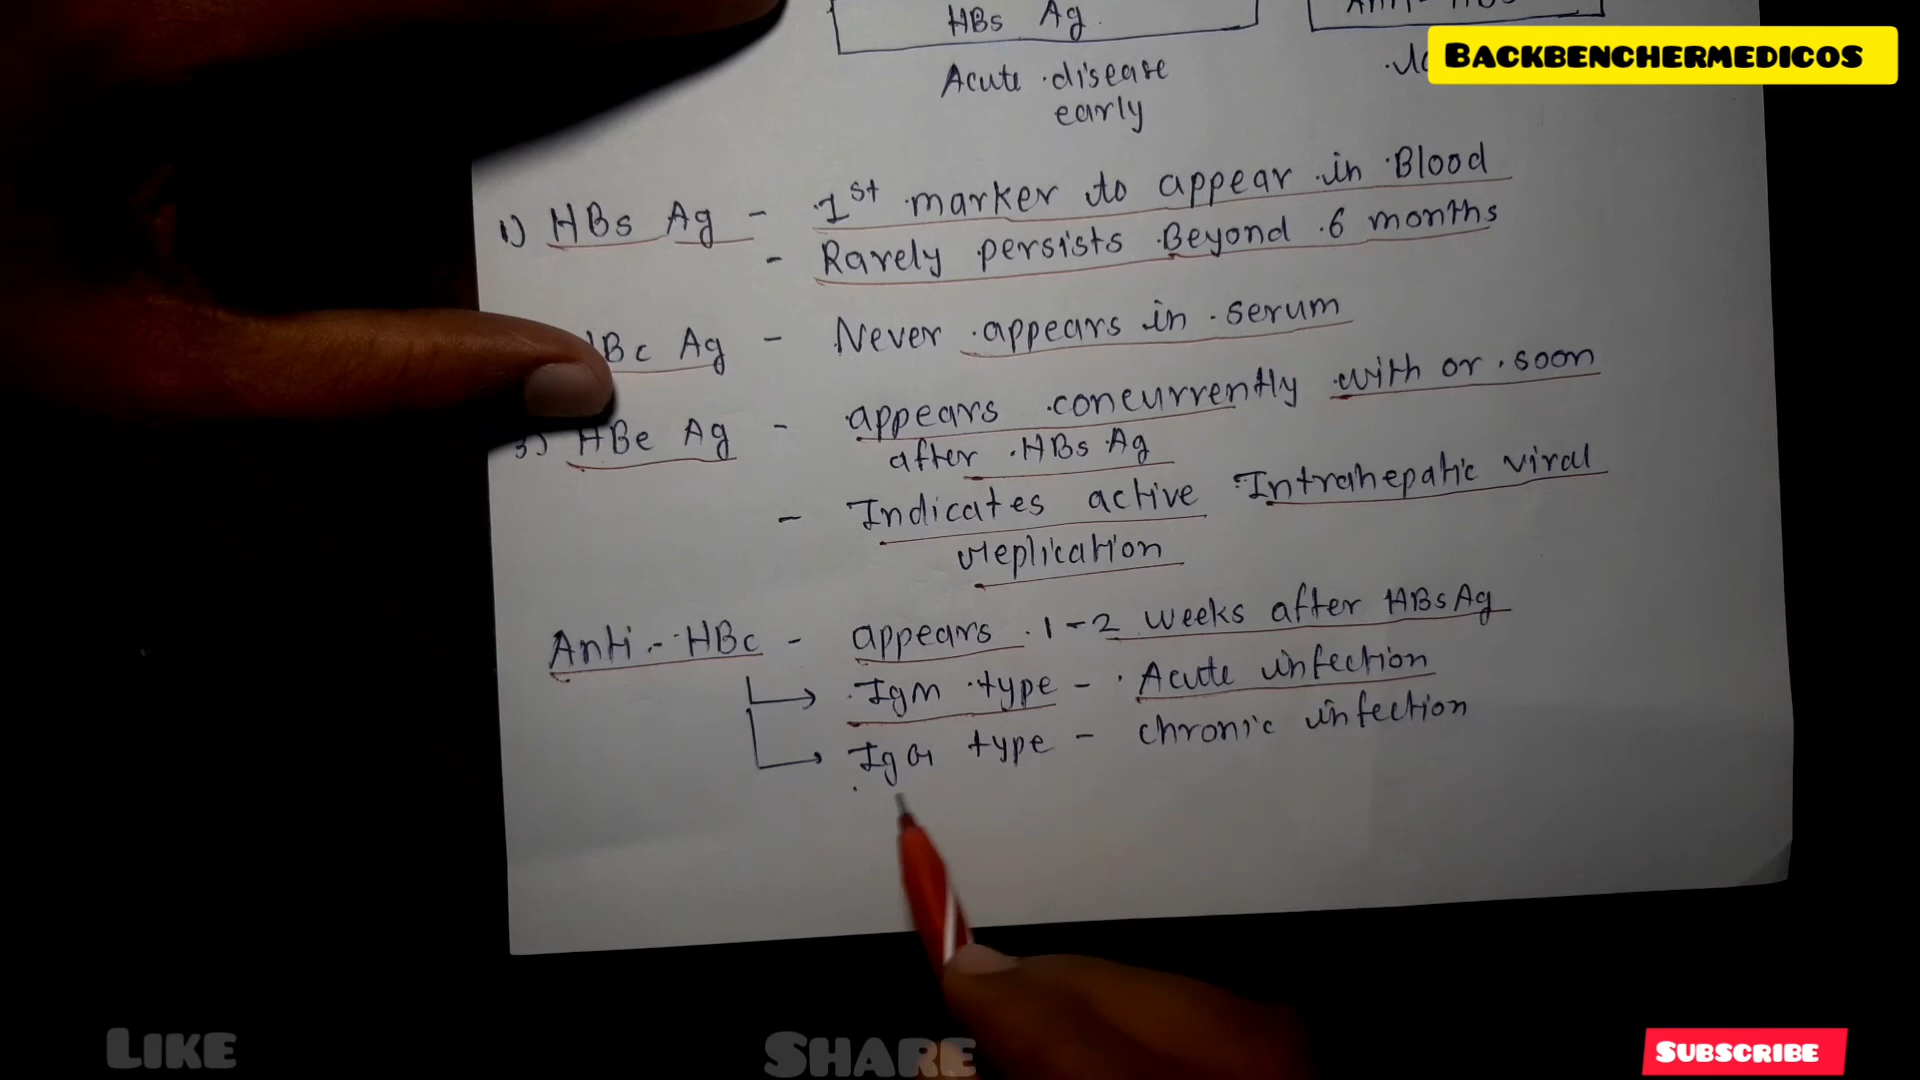 HBs Ag.
BACKBENCHERMEDICOS
Acute disease
early
1) HBs Ag - 1st marker to appear in Blood
- Rarely persists Beyond 6 months
HBc Ag - Never appears in serum
3) HBe Ag - appears concurrently with or soon
after HBs Ag
- Indicates active Intrahepatic viral
replication
Anti - HBc - appears 1-2 weeks after HBsAg
IgM type - Acute infection
IgG type - chronic infection
LIKE
SHARE
SUBSCRIBE